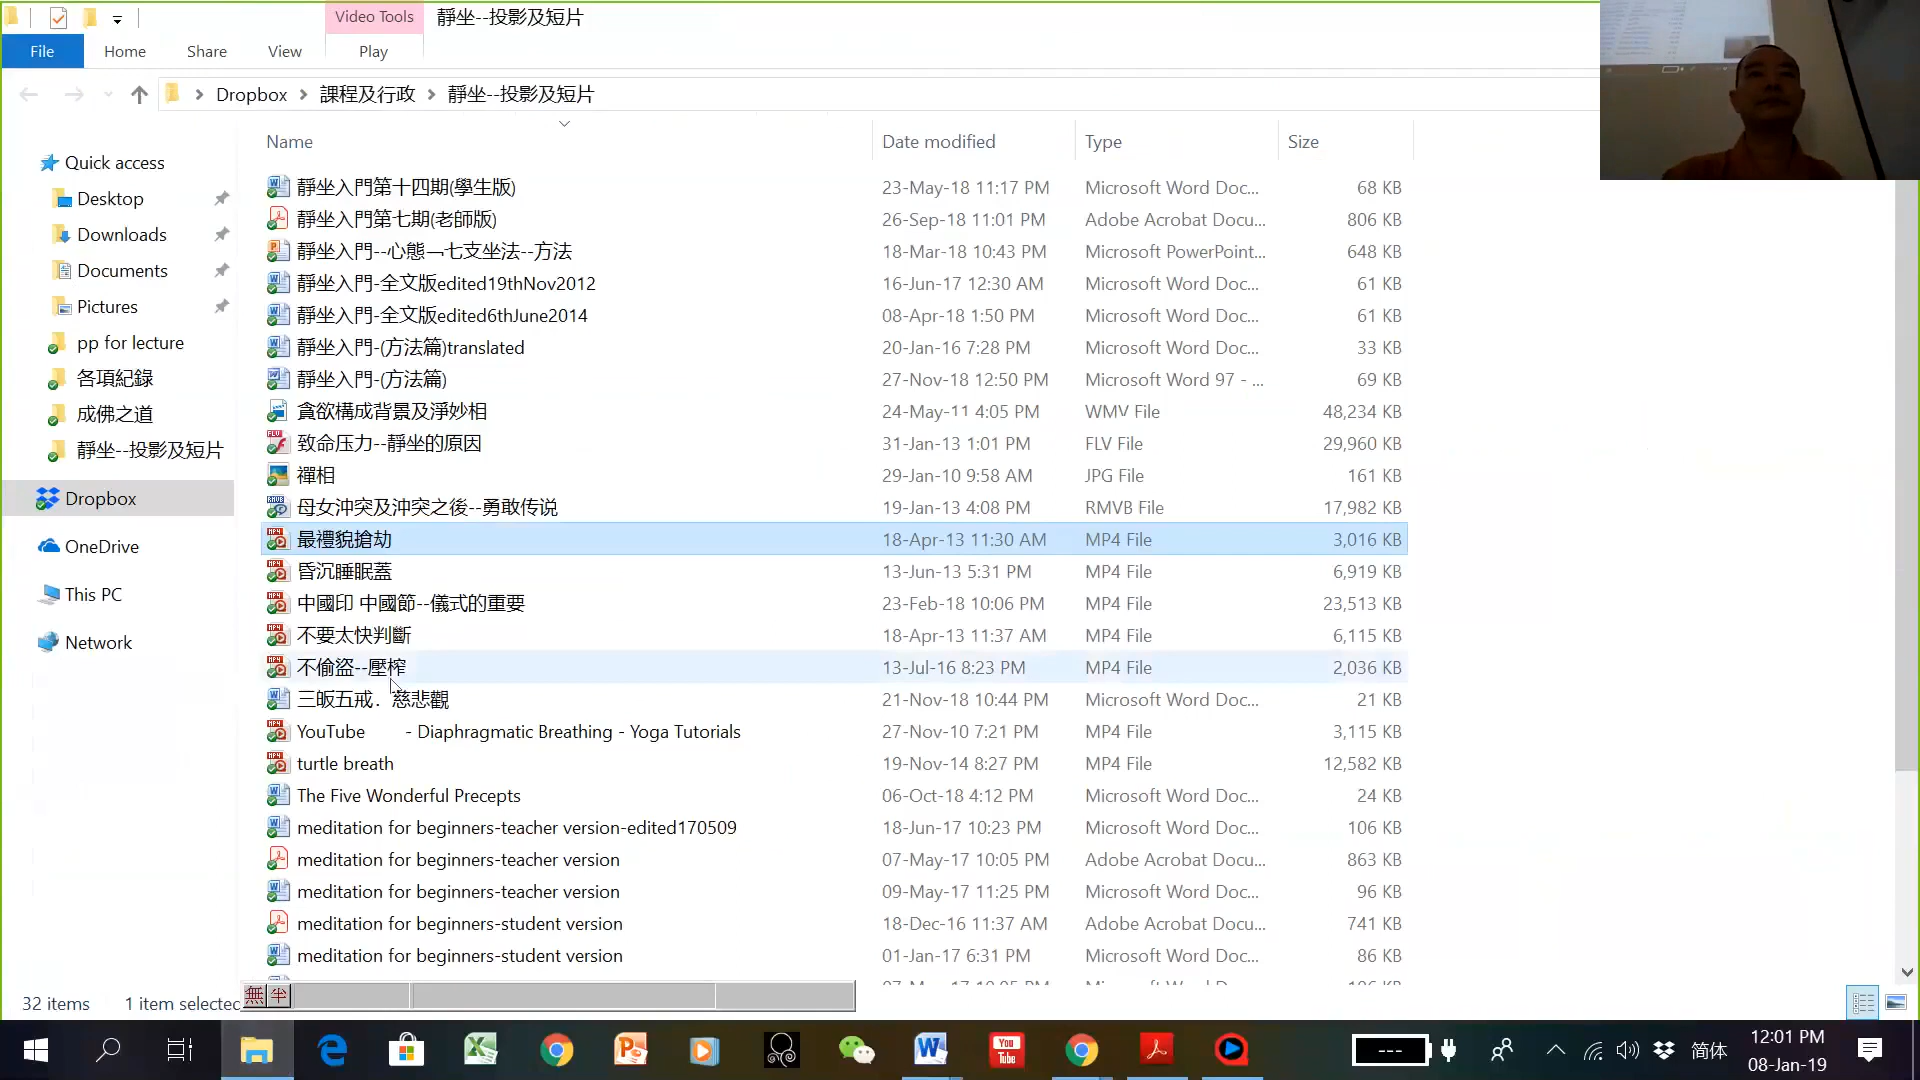 Video Tools 靜坐--投影及短片
File Home Share View Play
Dropbox 課程及行政 靜坐--投影及短片
Name Date modified Type Size
Quick access
Desktop
Downloads
Documents
Pictures
pp for lecture
各項紀錄
成佛之道
靜坐--投影及短片
Dropbox
OneDrive
This PC
Network
靜坐入門第十四期(學生版) 23-May-18 11:17 PM Microsoft Word Doc... 68 KB
靜坐入門第七期(老師版) 26-Sep-18 11:01 PM Adobe Acrobat Docu... 806 KB
靜坐入門--心態﹁七支坐法--方法 18-Mar-18 10:43 PM Microsoft PowerPoint... 648 KB
靜坐入門-全文版edited19thNov2012 16-Jun-17 12:30 AM Microsoft Word Doc... 61 KB
靜坐入門-全文版edited6thJune2014 08-Apr-18 1:50 PM Microsoft Word Doc... 61 KB
靜坐入門-(方法篇)translated 20-Jan-16 7:28 PM Microsoft Word Doc... 33 KB
靜坐入門-(方法篇) 27-Nov-18 12:50 PM Microsoft Word 97 - ... 69 KB
貪欲構成背景及淨妙相 24-May-11 4:05 PM WMV File 48,234 KB
致命压力--靜坐的原因 31-Jan-13 1:01 PM FLV File 29,960 KB
禪相 29-Jan-10 9:58 AM JPG File 161 KB
母女沖突及沖突之後--勇敢传说 19-Jan-13 4:08 PM RMVB File 17,982 KB
最禮貌搶劫 18-Apr-13 11:30 AM MP4 File 3,016 KB
昏沉睡眠蓋 13-Jun-13 5:31 PM MP4 File 6,919 KB
中國印 中國節--儀式的重要 23-Feb-18 10:06 PM MP4 File 23,513 KB
不要太快判斷 18-Apr-13 11:37 AM MP4 File 6,115 KB
不偷盜--壓榨 13-Jul-16 8:23 PM MP4 File 2,036 KB
三皈五戒．慈悲觀 21-Nov-18 10:44 PM Microsoft Word Doc... 21 KB
YouTube - Diaphragmatic Breathing - Yoga Tutorials 27-Nov-10 7:21 PM MP4 File 3,115 KB
turtle breath 19-Nov-14 8:27 PM MP4 File 12,582 KB
The Five Wonderful Precepts 06-Oct-18 4:12 PM Microsoft Word Doc... 24 KB
meditation for beginners-teacher version-edited170509 18-Jun-17 10:23 PM Microsoft Word Doc... 106 KB
meditation for beginners-teacher version 07-May-17 10:05 PM Adobe Acrobat Docu... 863 KB
meditation for beginners-teacher version 09-May-17 11:25 PM Microsoft Word Doc... 96 KB
meditation for beginners-student version 18-Dec-16 11:37 AM Adobe Acrobat Docu... 741 KB
meditation for beginners-student version 01-Jan-17 6:31 PM Microsoft Word Doc... 86 KB
32 items 1 item selected
無 半
You Tube
简体
12:01 PM
08-Jan-19